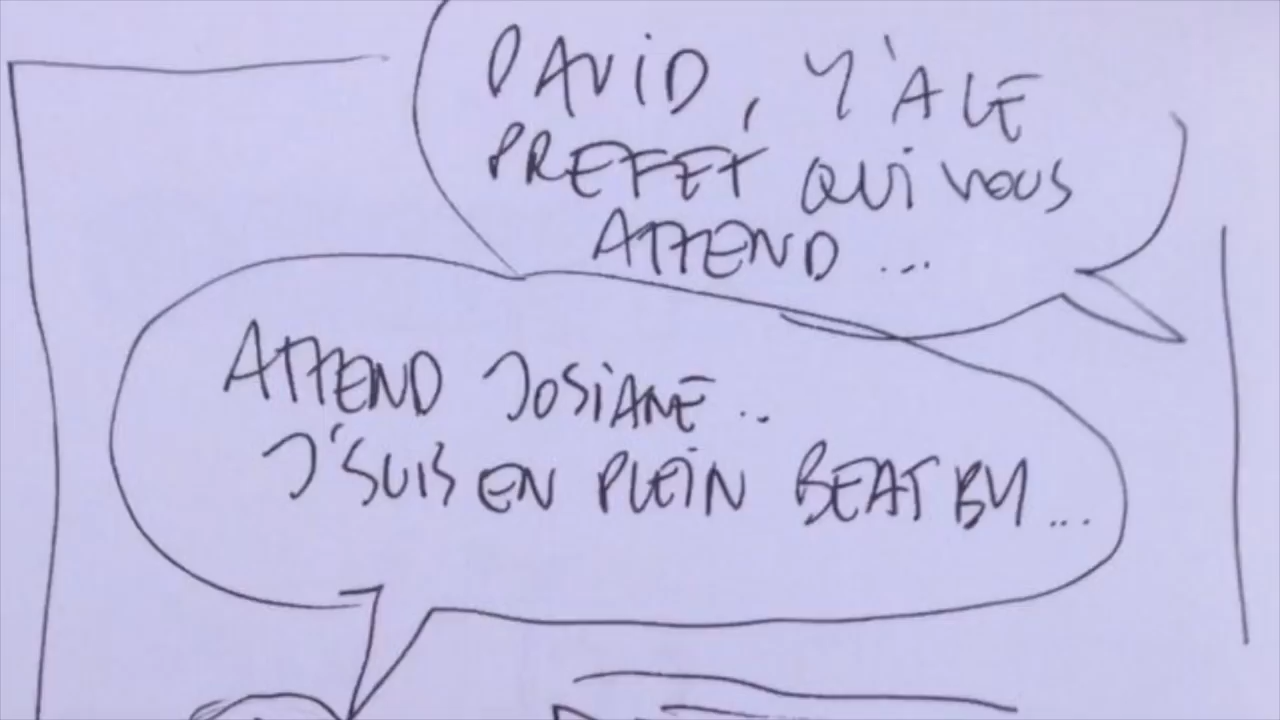 DAVID, Y'A LE
PREFET QUI VOUS
ATTEND ...
ATTEND JOSIANE ..
J'SUIS EN PLEIN BEAT BY ...